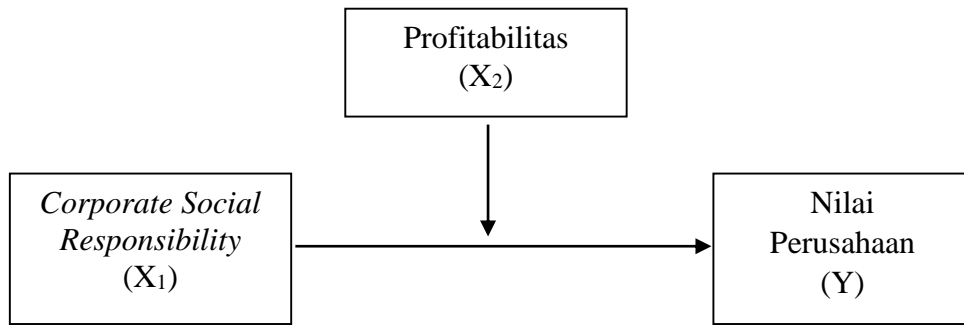 Profitabilitas
(X₂)
Corporate Social
Responsibility
(X₁)
Nilai
Perusahaan
(Y)